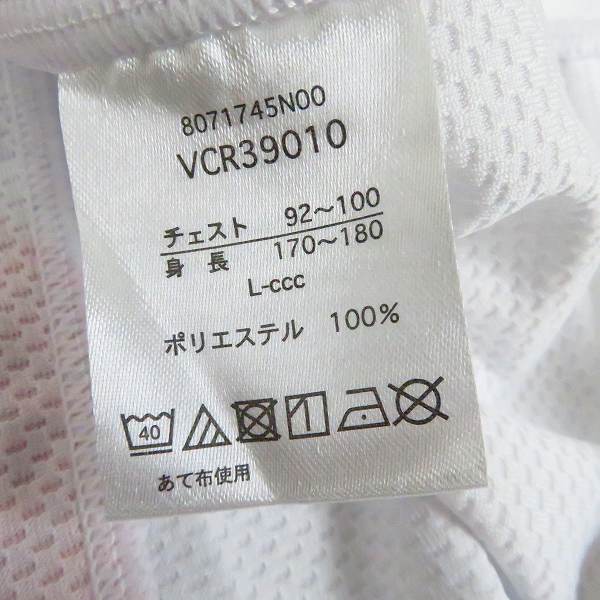 8071745N00
VCR39010
チェスト 92～100
身 長 170～180
L-ccc
ポリエステル 100%
40
あて布使用